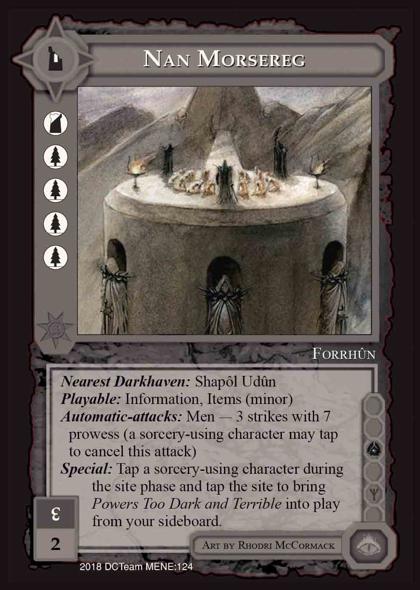 Nan Morsereg
Forrhûn
Nearest Darkhaven: Shapôl Udûn
Playable: Information, Items (minor)
Automatic-attacks: Men — 3 strikes with 7
prowess (a sorcery-using character may tap
to cancel this attack)
Special: Tap a sorcery-using character during
the site phase and tap the site to bring
Powers Too Dark and Terrible into play
from your sideboard.
ε
2
Art by Rhodri McCormack
2018 DCTeam MENE:124